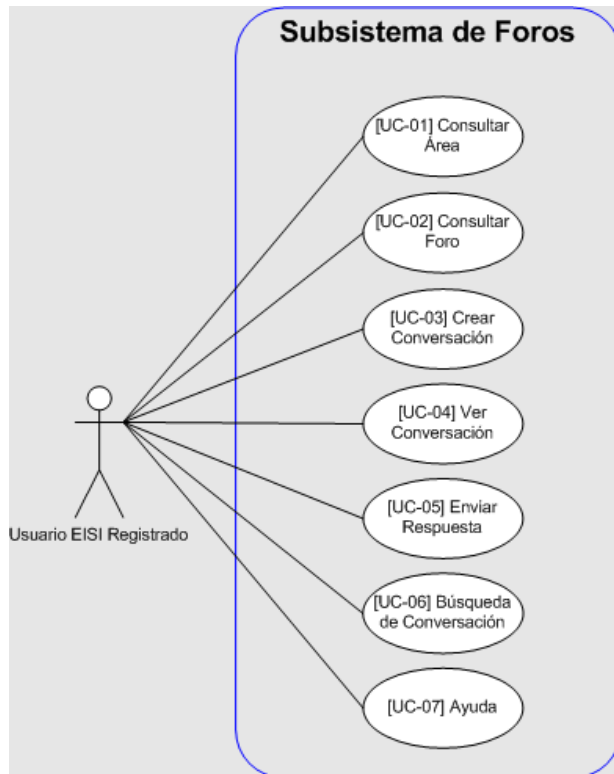 Subsistema de Foros
[UC-01] Consultar
Área
[UC-02] Consultar
Foro
[UC-03] Crear
Conversación
[UC-04] Ver
Conversación
[UC-05] Enviar
Respuesta
[UC-06] Búsqueda
de Conversación
[UC-07] Ayuda
Usuario EISI Registrado